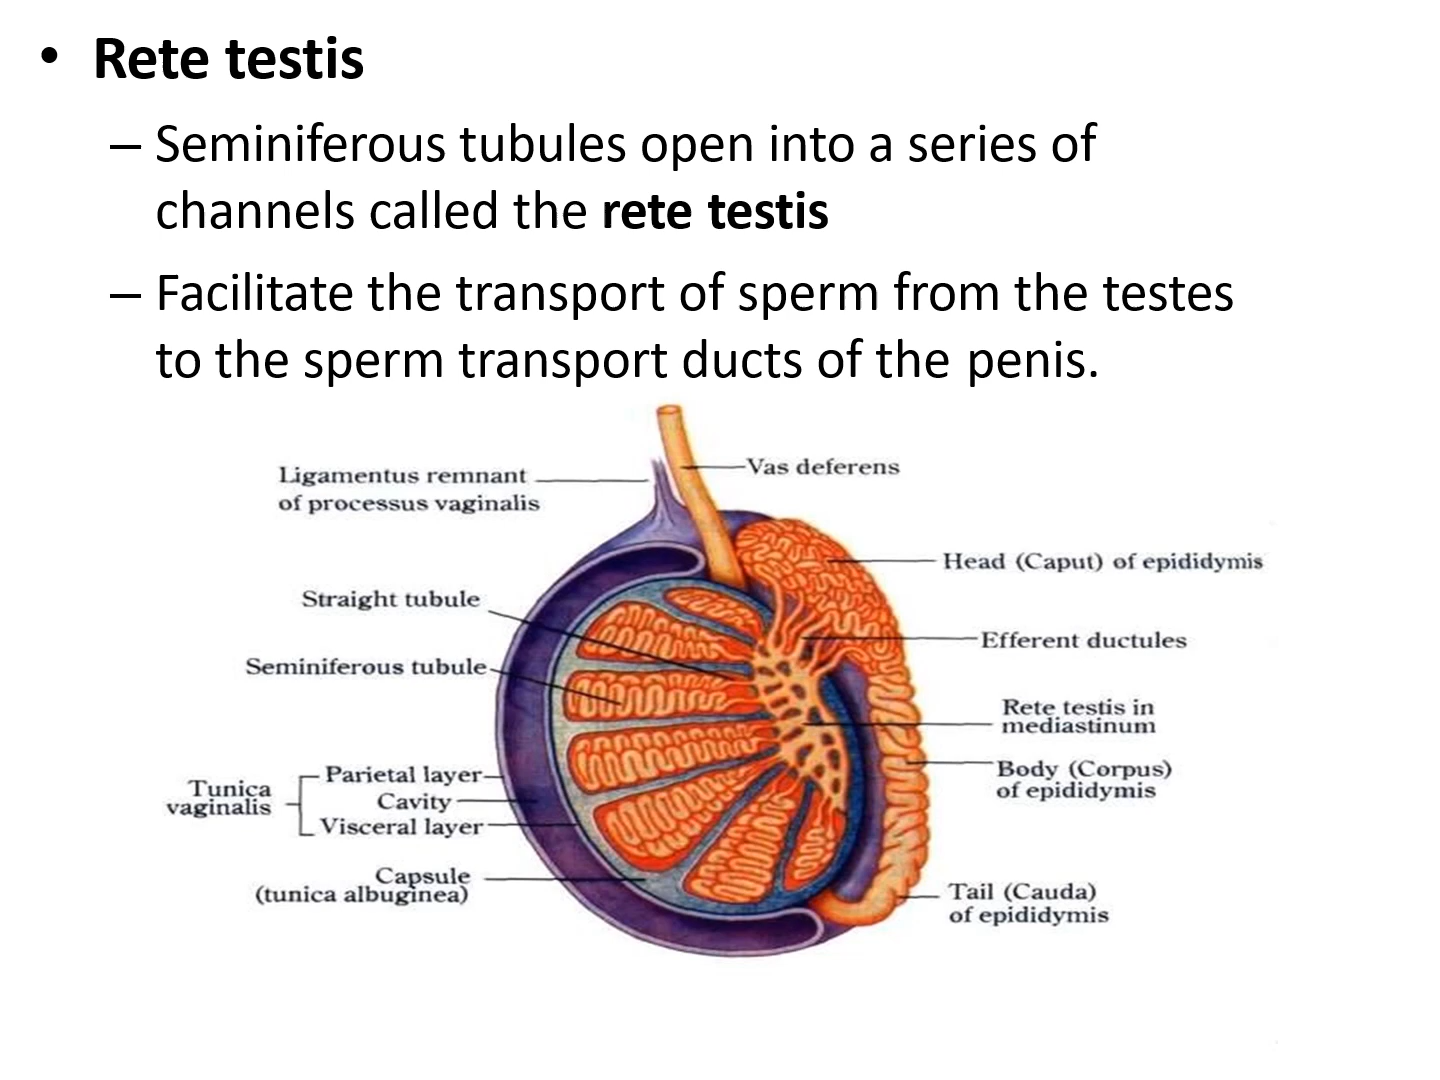 • Rete testis
– Seminiferous tubules open into a series of
channels called the rete testis
– Facilitate the transport of sperm from the testes
to the sperm transport ducts of the penis.
Vas deferens
Ligamentus remnant
of processus vaginalis
Head (Caput) of epididymis
Straight tubule
Efferent ductules
Seminiferous tubule
Rete testis in
mediastinum
Body (Corpus)
of epididymis
Tunica
vaginalis
Parietal layer
Cavity
Visceral layer
Capsule
(tunica albuginea)
Tail (Cauda)
of epididymis